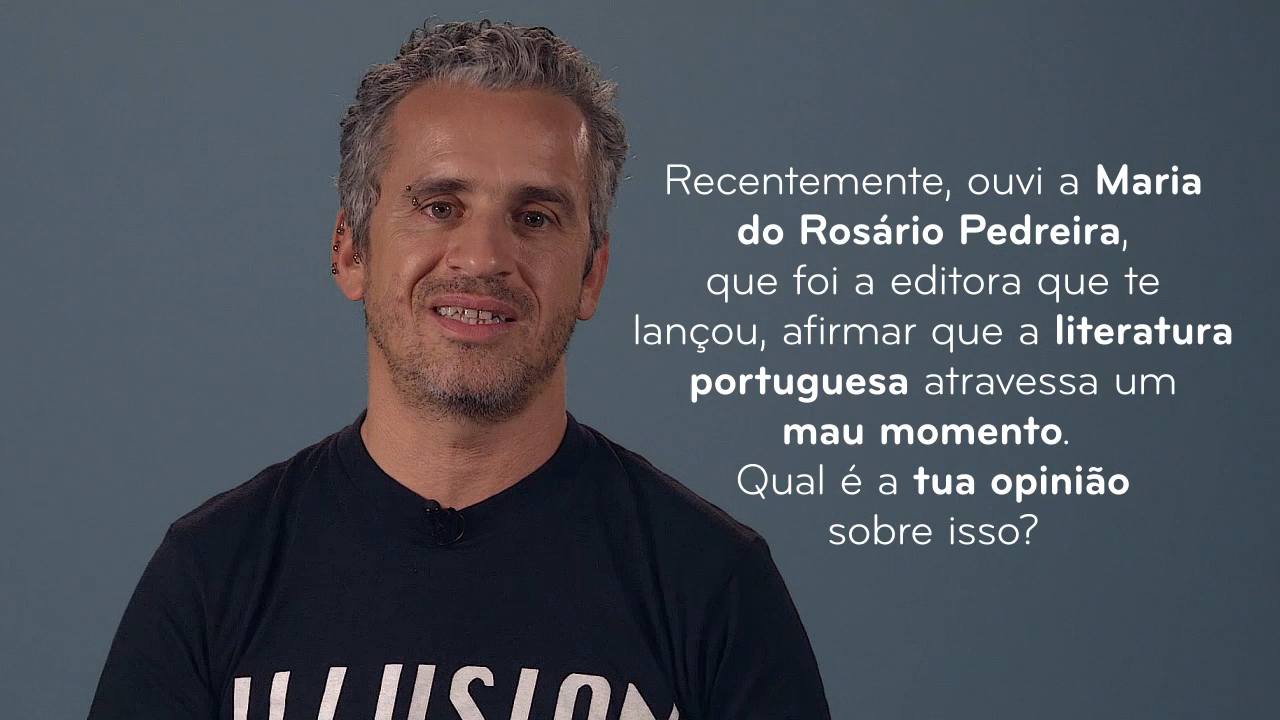 Recentemente, ouvi a Maria
do Rosário Pedreira,
que foi a editora que te
lançou, afirmar que a literatura
portuguesa atravessa um
mau momento.
Qual é a tua opinião
sobre isso?
ILLUSION